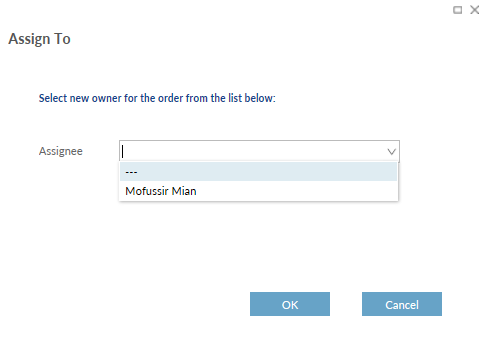 Assign To
Select new owner for the order from the list below:
Assignee
---
Mofussir Mian
OK
Cancel